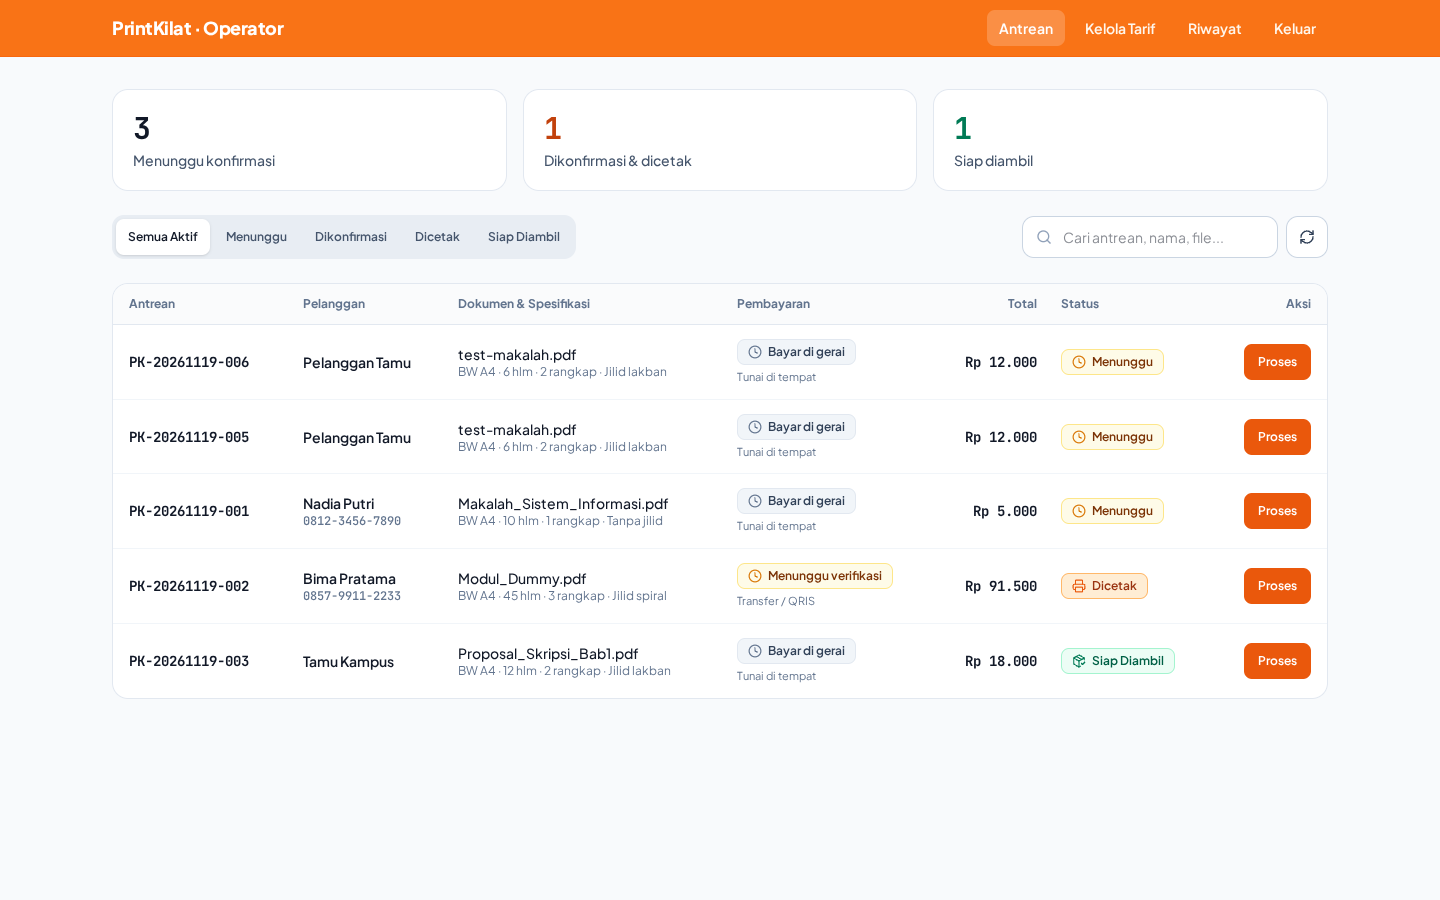 PrintKilat · Operator
Antrean
Kelola Tarif
Riwayat
Keluar
3
Menunggu konfirmasi
1
Dikonfirmasi & dicetak
1
Siap diambil
Semua Aktif
Menunggu
Dikonfirmasi
Dicetak
Siap Diambil
Cari antrean, nama, file...
Antrean
Pelanggan
Dokumen & Spesifikasi
Pembayaran
Total
Status
Aksi
PK-20261119-006
Pelanggan Tamu
test-makalah.pdf
BW A4 · 6 hlm · 2 rangkap · Jilid lakban
Bayar di gerai
Tunai di tempat
Rp 12.000
Menunggu
Proses
PK-20261119-005
Pelanggan Tamu
test-makalah.pdf
BW A4 · 6 hlm · 2 rangkap · Jilid lakban
Bayar di gerai
Tunai di tempat
Rp 12.000
Menunggu
Proses
PK-20261119-001
Nadia Putri
0812-3456-7890
Makalah_Sistem_Informasi.pdf
BW A4 · 10 hlm · 1 rangkap · Tanpa jilid
Bayar di gerai
Tunai di tempat
Rp 5.000
Menunggu
Proses
PK-20261119-002
Bima Pratama
0857-9911-2233
Modul_Dummy.pdf
BW A4 · 45 hlm · 3 rangkap · Jilid spiral
Menunggu verifikasi
Transfer / QRIS
Rp 91.500
Dicetak
Proses
PK-20261119-003
Tamu Kampus
Proposal_Skripsi_Bab1.pdf
BW A4 · 12 hlm · 2 rangkap · Jilid lakban
Bayar di gerai
Tunai di tempat
Rp 18.000
Siap Diambil
Proses